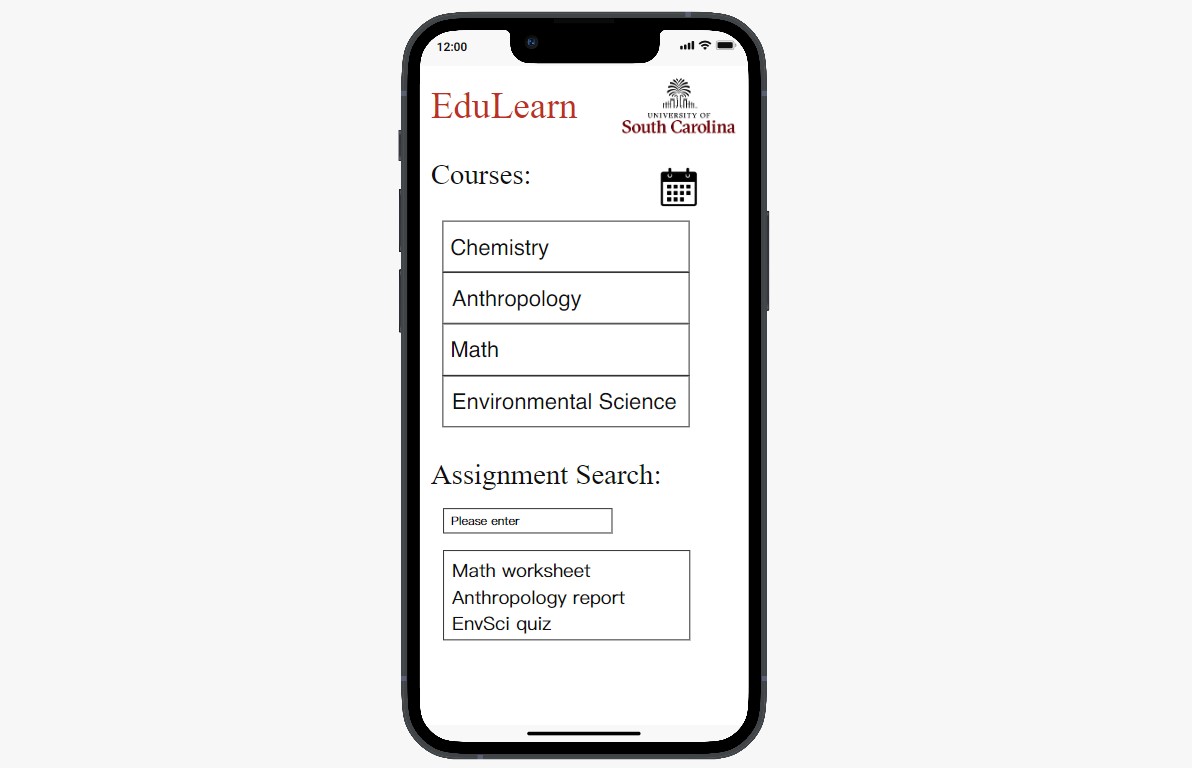 12:00
EduLearn
UNIVERSITY OF
South Carolina
Courses:
Chemistry
Anthropology
Math
Environmental Science
Assignment Search:
Please enter
Math worksheet
Anthropology report
EnvSci quiz